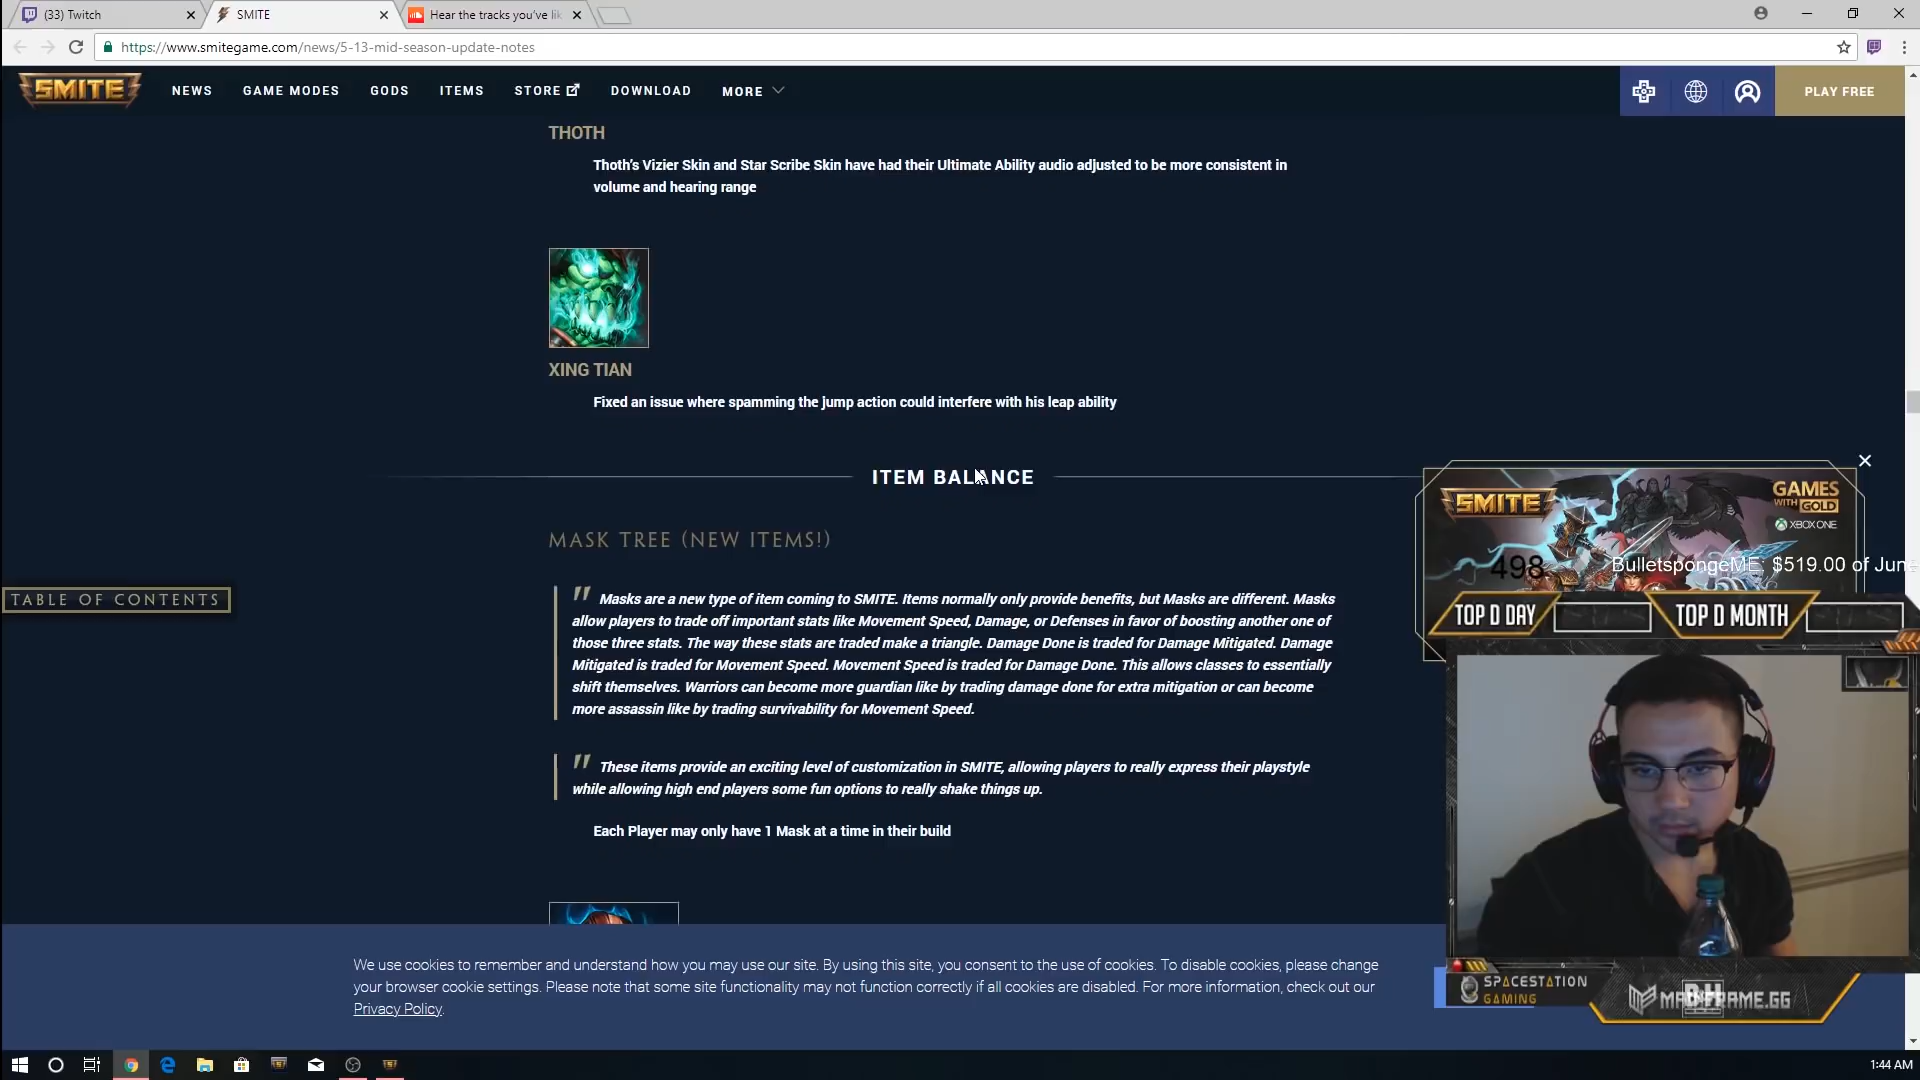 (33) Twitch
SMITE
Hear the tracks you've lik
https://www.smitegame.com/news/5-13-mid-season-update-notes
SMITE
NEWS
GAME MODES
GODS
ITEMS
STORE
DOWNLOAD
MORE
PLAY FREE
THOTH
Thoth's Vizier Skin and Star Scribe Skin have had their Ultimate Ability audio adjusted to be more consistent in
volume and hearing range
XING TIAN
Fixed an issue where spamming the jump action could interfere with his leap ability
ITEM BALANCE
MASK TREE (NEW ITEMS!)
" Masks are a new type of item coming to SMITE. Items normally only provide benefits, but Masks are different. Masks
allow players to trade off important stats like Movement Speed, Damage, or Defenses in favor of boosting another one of
those three stats. The way these stats are traded make a triangle. Damage Done is traded for Damage Mitigated. Damage
Mitigated is traded for Movement Speed. Movement Speed is traded for Damage Done. This allows classes to essentially
shift themselves. Warriors can become more guardian like by trading damage done for extra mitigation or can become
more assassin like by trading survivability for Movement Speed.
" These items provide an exciting level of customization in SMITE, allowing players to really express their playstyle
while allowing high end players some fun options to really shake things up.
Each Player may only have 1 Mask at a time in their build
TABLE OF CONTENTS
SMITE
GAMES
WITH GOLD
XBOX ONE
498
BulletspongeME: $519.00 of June
TOP D DAY
TOP D MONTH
We use cookies to remember and understand how you may use our site. By using this site, you consent to the use of cookies. To disable cookies, please change
your browser cookie settings. Please note that some site functionality may not function correctly if all cookies are disabled. For more information, check out our
Privacy Policy.
SPACESTATION
GAMING
MAINFRAME.GG
1:44 AM